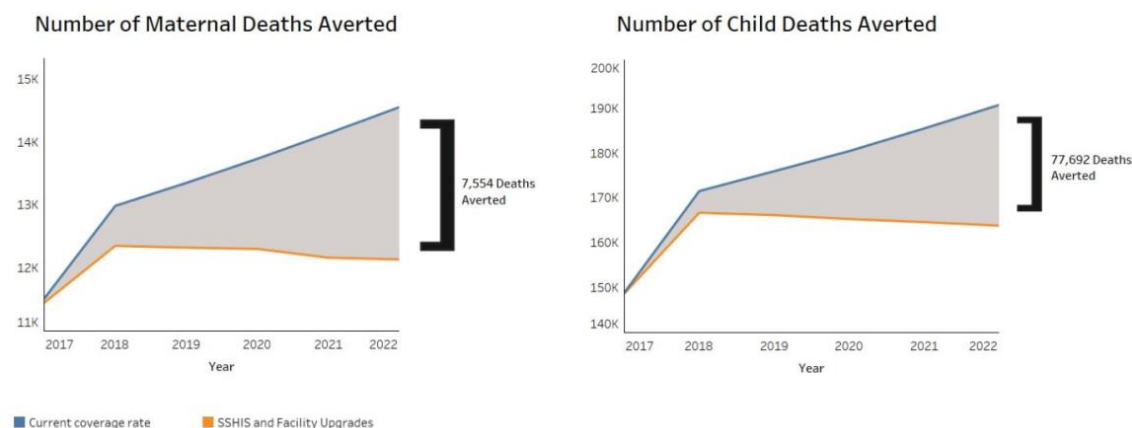 Number of Maternal Deaths Averted
15K
14K
13K
12K
11K
2017 2018 2019 2020 2021 2022
Year
7,554 Deaths
Averted
Number of Child Deaths Averted
200K
190K
180K
170K
160K
150K
140K
2017 2018 2019 2020 2021 2022
Year
77,692 Deaths
Averted
Current coverage rate SSHIS and Facility Upgrades